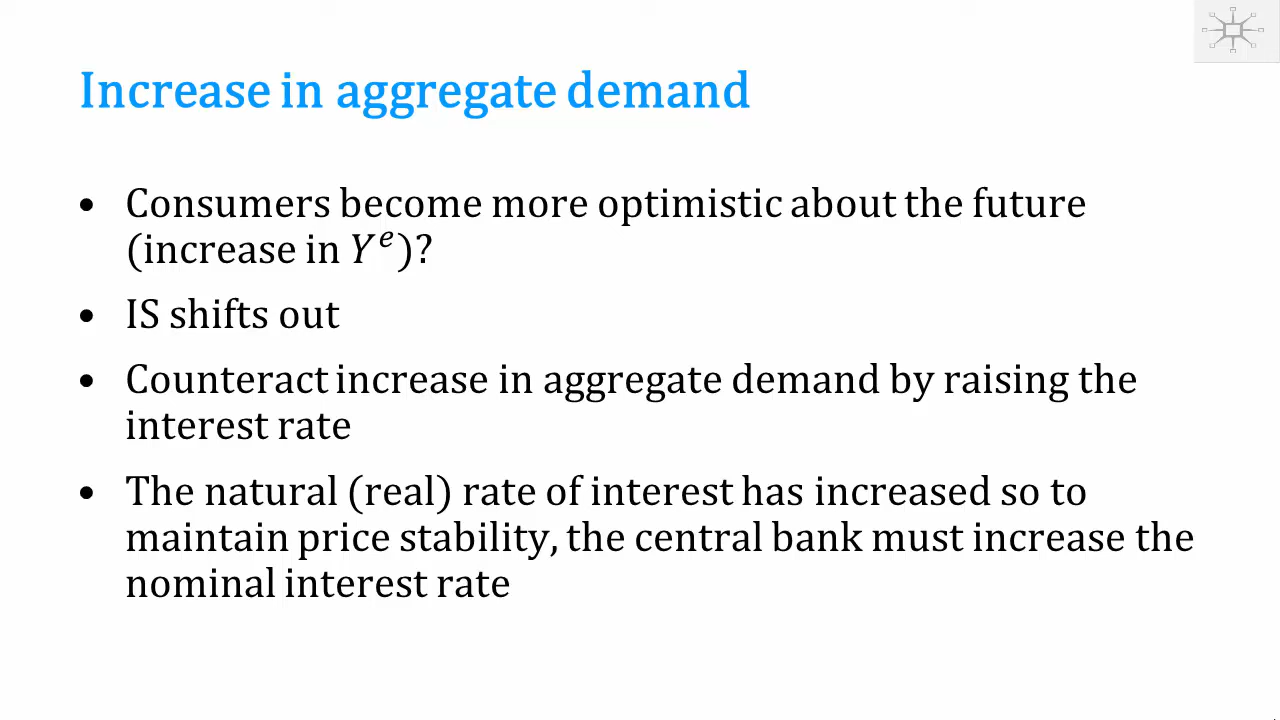 Increase in aggregate demand
• Consumers become more optimistic about the future
(increase in Yᵉ)?
• IS shifts out
• Counteract increase in aggregate demand by raising the
interest rate
• The natural (real) rate of interest has increased so to
maintain price stability, the central bank must increase the
nominal interest rate